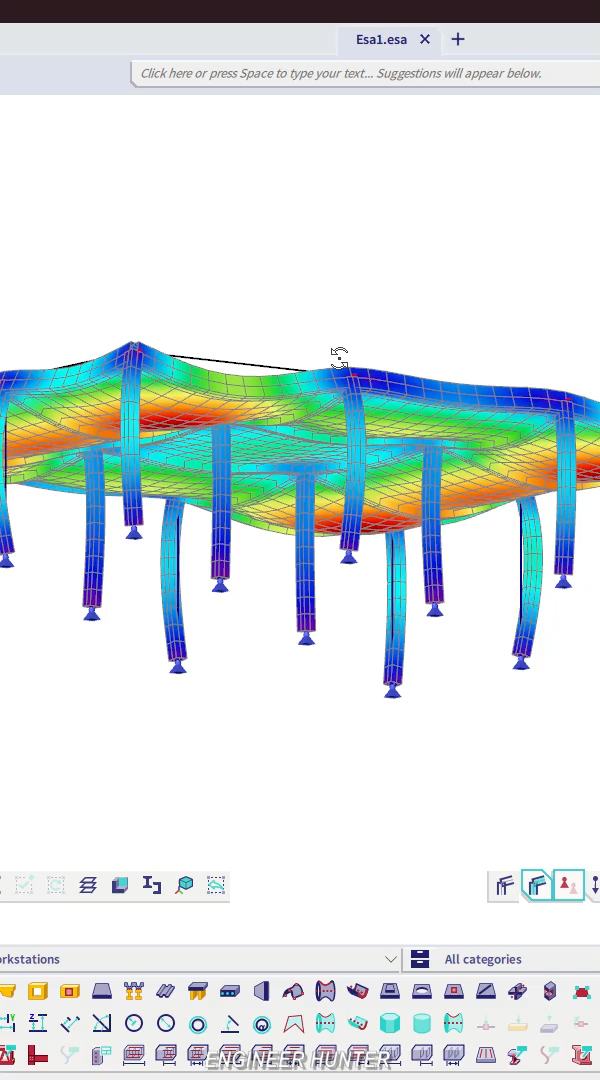 Esa1.esa
Click here or press Space to type your text... Suggestions will appear below.
rkstations
All categories
ENGINEER HUNTER